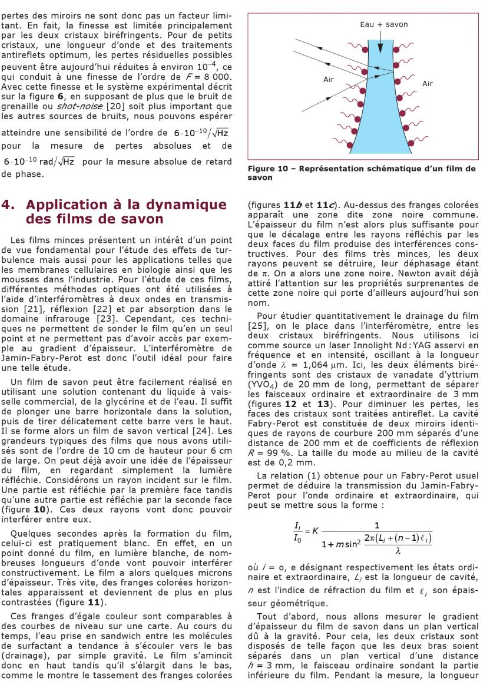 pertes des miroirs ne sont donc pas un facteur limi-
tant. En fait, la finesse est limitée principalement
par les deux cristaux biréfringents. Pour de petits
cristaux, une longueur d'onde et des traitements
antireflets optimum, les pertes résiduelles possibles
peuvent être aujourd'hui réduites à environ 10⁻⁴, ce
qui conduit à une finesse de l'ordre de F = 8 000.
Avec cette finesse et le système expérimental décrit
sur la figure 6, en supposant de plus que le bruit de
grenaille ou shot-noise [20] soit plus important que
les autres sources de bruits, nous pouvons espérer
atteindre une sensibilité de l'ordre de 6·10⁻¹⁰/√Hz
pour la mesure de pertes absolues et de
6·10⁻¹⁰ rad/√Hz pour la mesure absolue de retard
de phase.
4. Application à la dynamique
des films de savon
Les films minces présentent un intérêt d'un point
de vue fondamental pour l'étude des effets de tur-
bulence mais aussi pour les applications telles que
les membranes cellulaires en biologie ainsi que les
mousses dans l'industrie. Pour l'étude de ces films,
différentes méthodes optiques ont été utilisées à
l'aide d'interféromètres à deux ondes en transmis-
sion [21], réflexion [22] et par absorption dans le
domaine infrarouge [23]. Cependant, ces techni-
ques ne permettent de sonder le film qu'en un seul
point et ne permettent pas d'avoir accès par exem-
ple au gradient d'épaisseur. L'interféromètre de
Jamin-Fabry-Perot est donc l'outil idéal pour faire
une telle étude.
Un film de savon peut être facilement réalisé en
utilisant une solution contenant du liquide à vais-
selle commercial, de la glycérine et de l'eau. Il suffit
de plonger une barre horizontale dans la solution,
puis de tirer délicatement cette barre vers le haut.
Il se forme alors un film de savon vertical [24]. Les
grandeurs typiques des films que nous avons utili-
sés sont de l'ordre de 10 cm de hauteur pour 6 cm
de large. On peut déjà avoir une idée de l'épaisseur
du film, en regardant simplement la lumière
réfléchie. Considérons un rayon incident sur le film.
Une partie est réfléchie par la première face tandis
qu'une autre partie est réfléchie par la seconde face
(figure 10). Ces deux rayons vont donc pouvoir
interférer entre eux.
Quelques secondes après la formation du film,
celui-ci est pratiquement blanc. En effet, en un
point donné du film, en lumière blanche, de nom-
breuses longueurs d'onde vont pouvoir interférer
constructivement. Le film a alors quelques microns
d'épaisseur. Très vite, des franges colorées horizon-
tales apparaissent et deviennent de plus en plus
contrastées (figure 11).
Ces franges d'égale couleur sont comparables à
des courbes de niveau sur une carte. Au cours du
temps, l'eau prise en sandwich entre les molécules
de surfactant a tendance à s'écouler vers le bas
(drainage), par simple gravité. Le film s'amincit
donc en haut tandis qu'il s'élargit dans le bas,
comme le montre le tassement des franges colorées
Eau + savon
Air
Air
Figure 10 – Représentation schématique d'un film de
savon
(figures 11b et 11c). Au-dessus des franges colorées
apparaît une zone dite zone noire commune.
L'épaisseur du film n'est alors plus suffisante pour
que le décalage entre les rayons réfléchis par les
deux faces du film produise des interférences cons-
tructives. Pour des films très minces, les deux
rayons peuvent se détruire, leur déphasage étant
de π. On a alors une zone noire. Newton avait déjà
attiré l'attention sur les propriétés surprenantes de
cette zone noire qui porte d'ailleurs aujourd'hui son
nom.
Pour étudier quantitativement le drainage du film
[25], on le place dans l'interféromètre, entre les
deux cristaux biréfringents. Nous utilisons ici
comme source un laser Innolight Nd:YAG asservi en
fréquence et en intensité, oscillant à la longueur
d'onde λ = 1,064 μm. Ici, les deux éléments biré-
fringents sont des cristaux de vanadate d'yttrium
(YVO₄) de 20 mm de long, permettant de séparer
les faisceaux ordinaire et extraordinaire de 3 mm
(figures 12 et 13). Pour diminuer les pertes, les
faces des cristaux sont traitées antireflet. La cavité
Fabry-Perot est constituée de deux miroirs identi-
ques de rayons de courbure 200 mm séparés d'une
distance de 200 mm et de coefficients de réflexion
R = 99 %. La taille du mode au milieu de la cavité
est de 0,2 mm.
La relation (1) obtenue pour un Fabry-Perot usuel
permet de déduire la transmission du Jamin-Fabry-
Perot pour l'onde ordinaire et extraordinaire, qui
peut se mettre sous la forme :
I_i/I_0 = K 1/(1 + m sin² (2π(L_i + (n − 1)ℓ_i)/λ))
où i = o, e désignant respectivement les états ordi-
naire et extraordinaire, L_i est la longueur de cavité,
n est l'indice de réfraction du film et ℓ_i son épais-
seur géométrique.
Tout d'abord, nous allons mesurer le gradient
d'épaisseur du film de savon dans un plan vertical
dû à la gravité. Pour cela, les deux cristaux sont
disposés de telle façon que les deux bras soient
séparés dans un plan vertical d'une distance
h = 3 mm, le faisceau ordinaire sondant la partie
inférieure du film. Pendant la mesure, la longueur